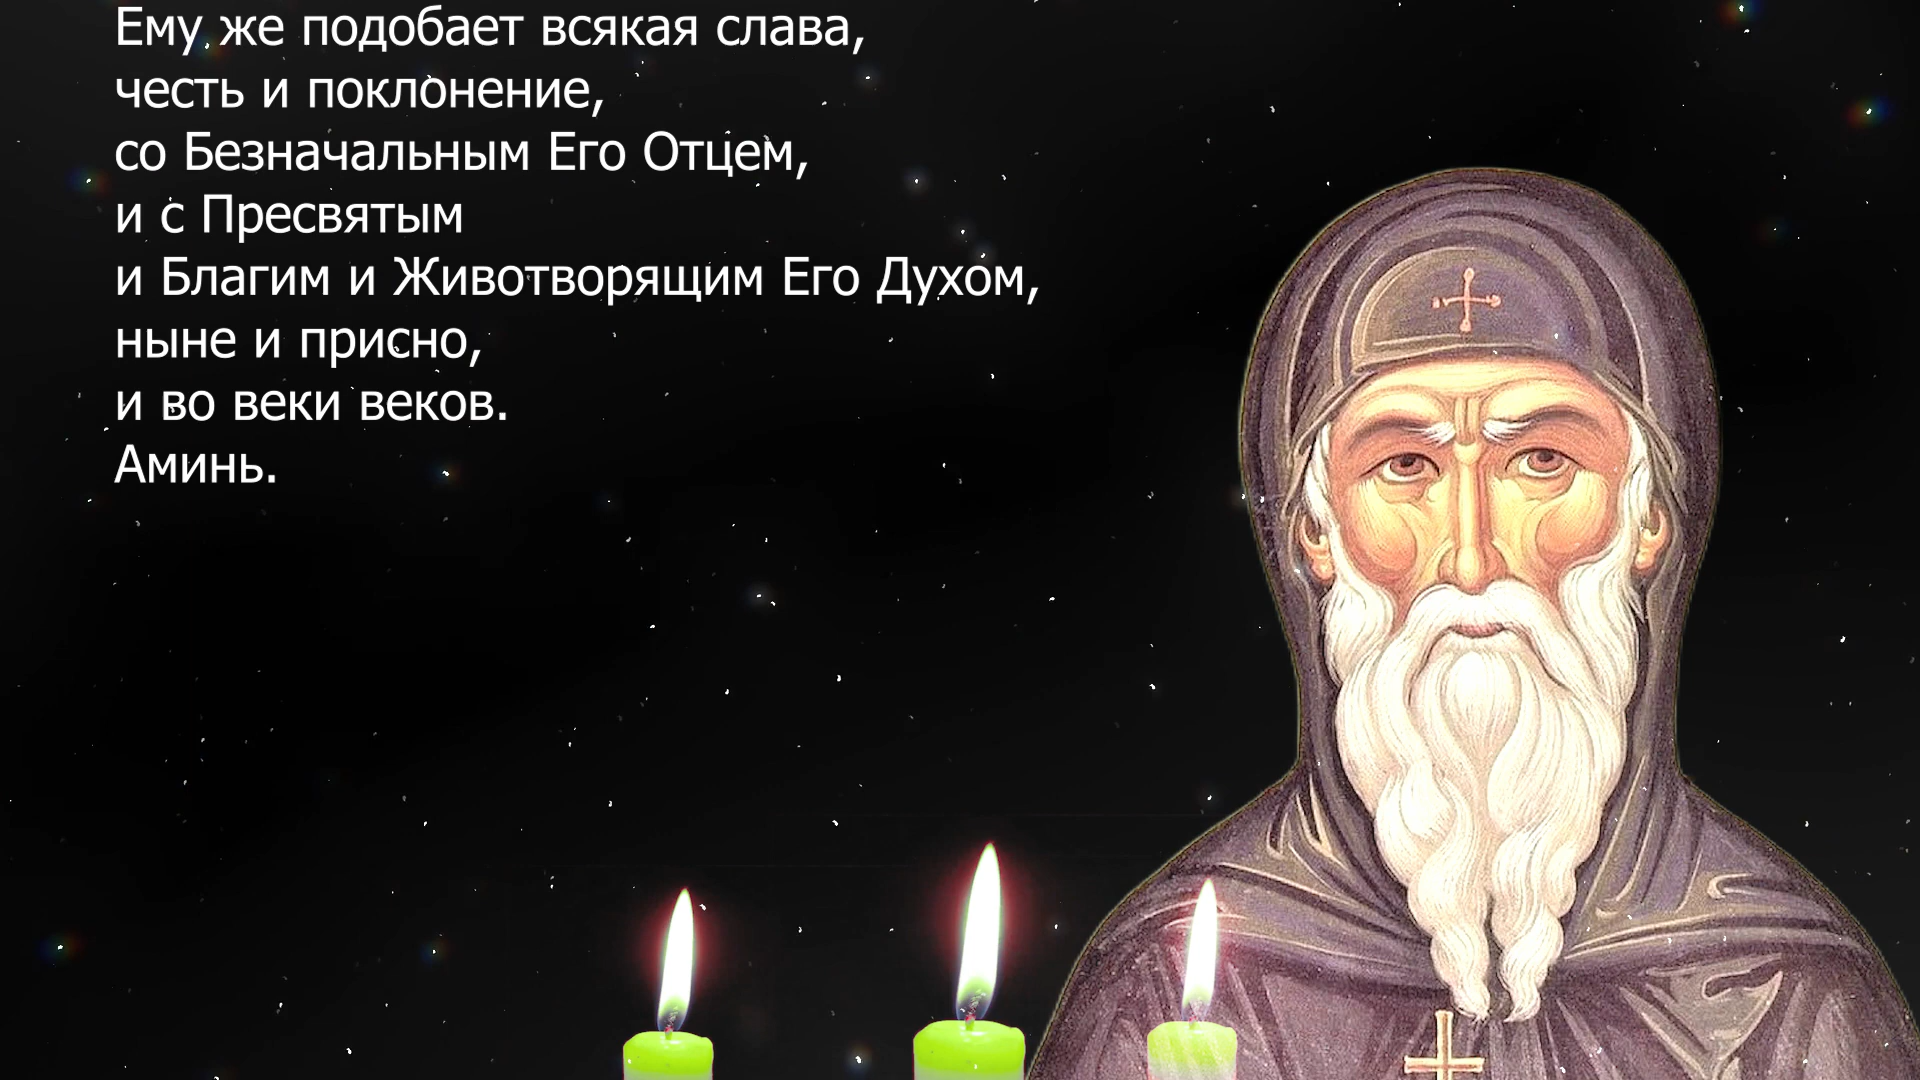 Ему же подобает всякая слава,
честь и поклонение,
со Безначальным Его Отцем,
и с Пресвятым
и Благим и Животворящим Его Духом,
ныне и присно,
и во веки веков.
Аминь.